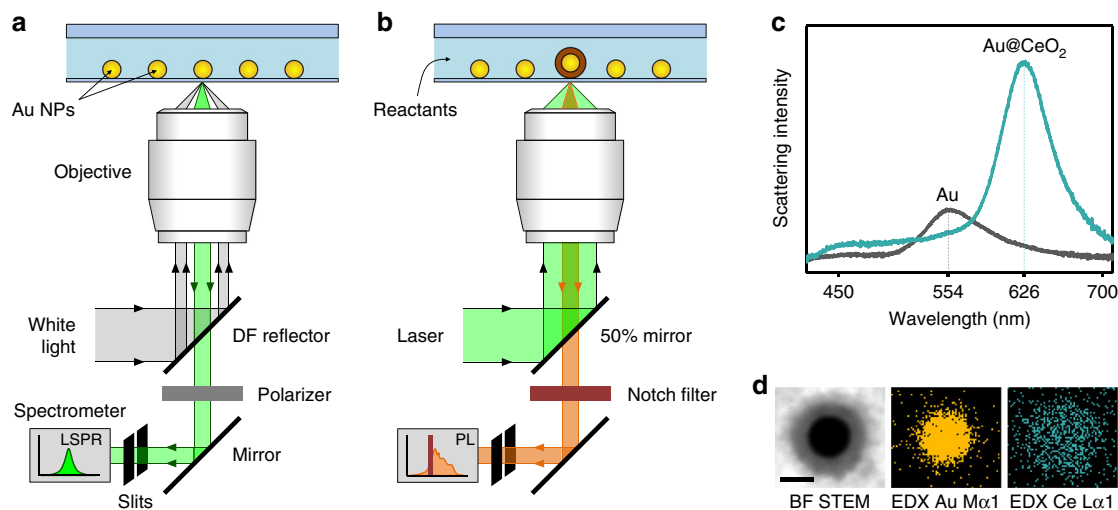 a
Au NPs
Objective
White
light
DF reflector
Polarizer
Spectrometer
LSPR
Mirror
Slits
b
Reactants
Laser
50% mirror
Notch filter
PL
c
Scattering intensity
Au@CeO₂
Au
450
554
626
700
Wavelength (nm)
d
BF STEM
EDX Au Mα1
EDX Ce Lα1